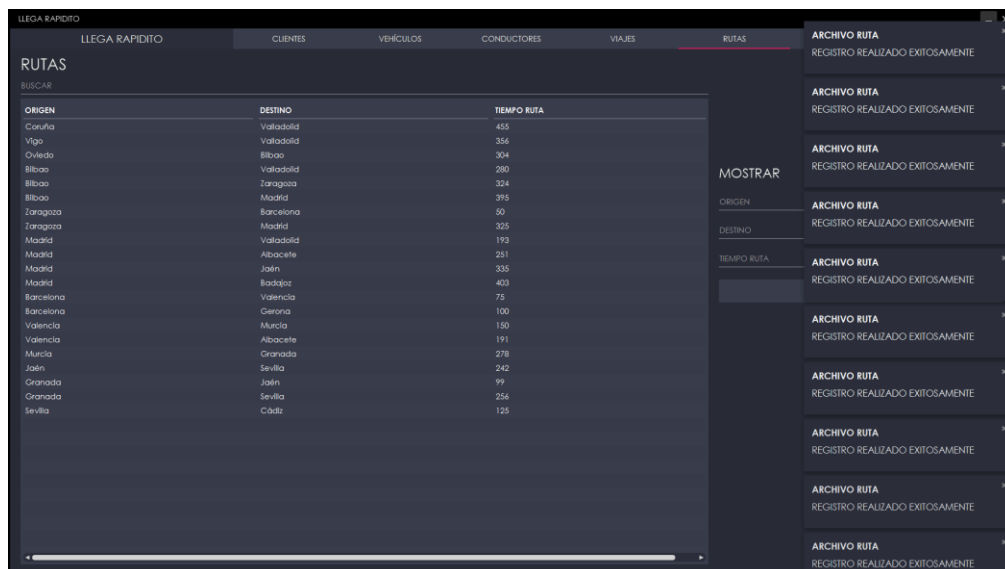 LLEGA RAPIDITO
LLEGA RAPIDITO CLIENTES VEHÍCULOS CONDUCTORES VIAJES RUTAS
RUTAS
BUSCAR
ORIGEN DESTINO TIEMPO RUTA
Coruña Valladolid 455
Vigo Valladolid 356
Oviedo Bilbao 304
Bilbao Valladolid 280
Bilbao Zaragoza 324
Bilbao Madrid 395
Zaragoza Barcelona 50
Zaragoza Madrid 325
Madrid Valladolid 193
Madrid Albacete 251
Madrid Jaén 335
Madrid Badajoz 403
Barcelona Valencia 75
Barcelona Gerona 100
Valencia Murcia 150
Valencia Albacete 191
Murcia Granada 278
Jaén Sevilla 242
Granada Jaén 99
Granada Sevilla 256
Sevilla Cádiz 125
MOSTRAR
ORIGEN
DESTINO
TIEMPO RUTA
ARCHIVO RUTA
REGISTRO REALIZADO EXITOSAMENTE
ARCHIVO RUTA
REGISTRO REALIZADO EXITOSAMENTE
ARCHIVO RUTA
REGISTRO REALIZADO EXITOSAMENTE
ARCHIVO RUTA
REGISTRO REALIZADO EXITOSAMENTE
ARCHIVO RUTA
REGISTRO REALIZADO EXITOSAMENTE
ARCHIVO RUTA
REGISTRO REALIZADO EXITOSAMENTE
ARCHIVO RUTA
REGISTRO REALIZADO EXITOSAMENTE
ARCHIVO RUTA
REGISTRO REALIZADO EXITOSAMENTE
ARCHIVO RUTA
REGISTRO REALIZADO EXITOSAMENTE
ARCHIVO RUTA
REGISTRO REALIZADO EXITOSAMENTE